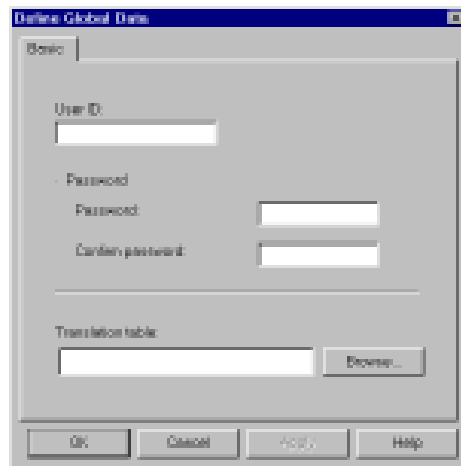 Define Global Data
Basic
User ID:
Password
Password:
Confirm password:
Translation table:
Browse...
OK Cancel Apply Help